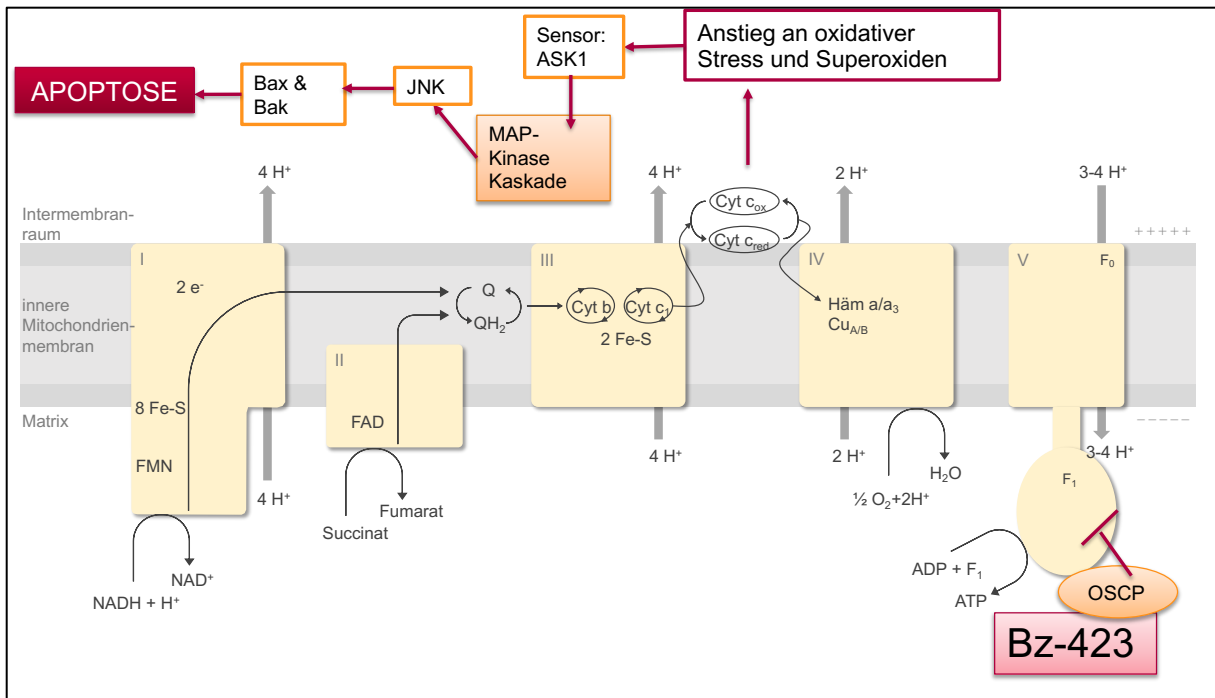 Anstieg an oxidativer
Stress und Superoxiden
Sensor:
ASK1
MAP-
Kinase
Kaskade
JNK
Bax &
Bak
APOPTOSE
4 H⁺
4 H⁺
2 H⁺
3-4 H⁺
Intermembran-
raum
innere
Mitochondrien-
membran
Matrix
+++++
-----
I
2 e⁻
8 Fe-S
FMN
4 H⁺
NADH + H⁺
NAD⁺
II
FAD
Succinat
Fumarat
Q
QH₂
III
Cyt b
Cyt c₁
2 Fe-S
4 H⁺
Cyt cₒₓ
Cyt c_red
IV
Häm a/a₃
Cu_A/B
2 H⁺
½ O₂+2H⁺
H₂O
V
F₀
3-4 H⁺
F₁
ADP + F₁
ATP
OSCP
Bz-423